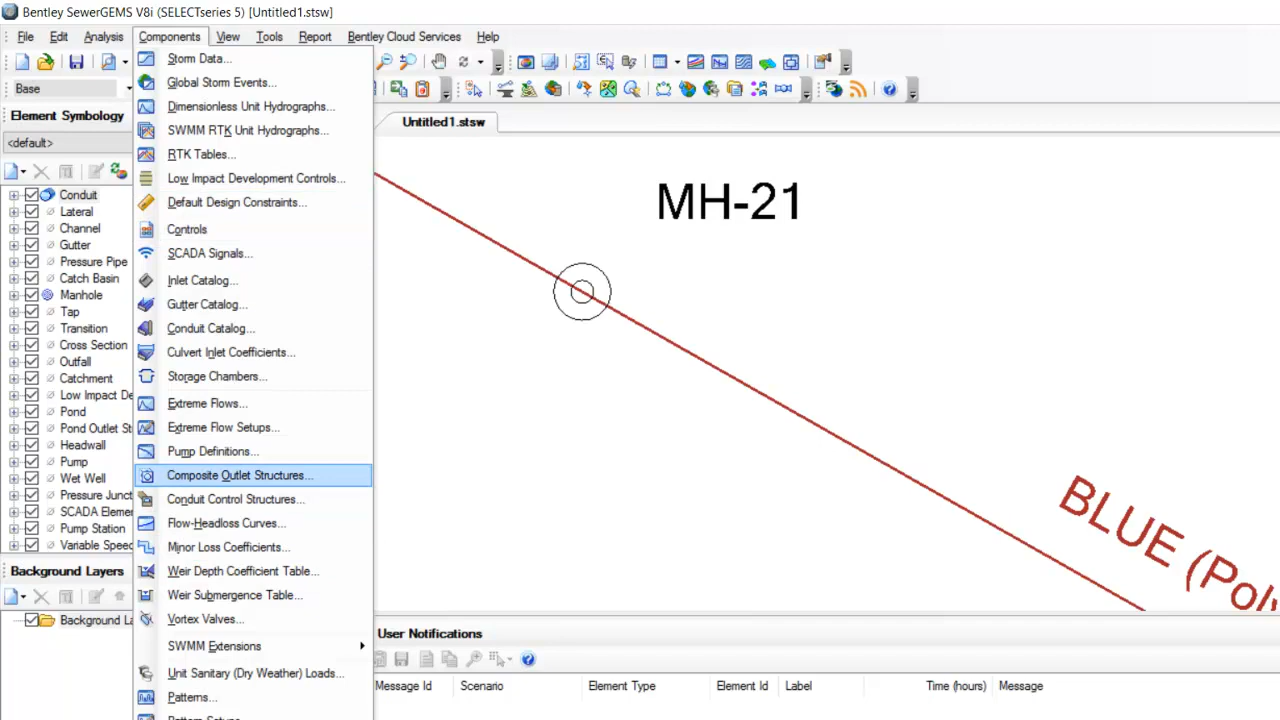 Bentley SewerGEMS V8i (SELECTseries 5) [Untitled1.stsw]
File Edit Analysis Components View Tools Report Bentley Cloud Services Help
Base
Element Symbology
<default>
Conduit
Lateral
Channel
Gutter
Pressure Pipe
Catch Basin
Manhole
Tap
Transition
Cross Section
Outfall
Catchment
Low Impact De
Pond
Pond Outlet St
Headwall
Pump
Wet Well
Pressure Junct
SCADA Eleme
Pump Station
Variable Speed
Background Layers
Background La
Storm Data...
Global Storm Events...
Dimensionless Unit Hydrographs...
SWMM RTK Unit Hydrographs...
RTK Tables...
Low Impact Development Controls...
Default Design Constraints...
Controls
SCADA Signals...
Inlet Catalog...
Gutter Catalog...
Conduit Catalog...
Culvert Inlet Coefficients...
Storage Chambers...
Extreme Flows...
Extreme Flow Setups...
Pump Definitions...
Composite Outlet Structures...
Conduit Control Structures...
Flow-Headloss Curves...
Minor Loss Coefficients...
Weir Depth Coefficient Table...
Weir Submergence Table...
Vortex Valves...
SWMM Extensions
Unit Sanitary (Dry Weather) Loads...
Patterns...
Pattern Setups...
Untitled1.stsw
MH-21
BLUE (Poly
User Notifications
Message Id Scenario Element Type Element Id Label Time (hours) Message